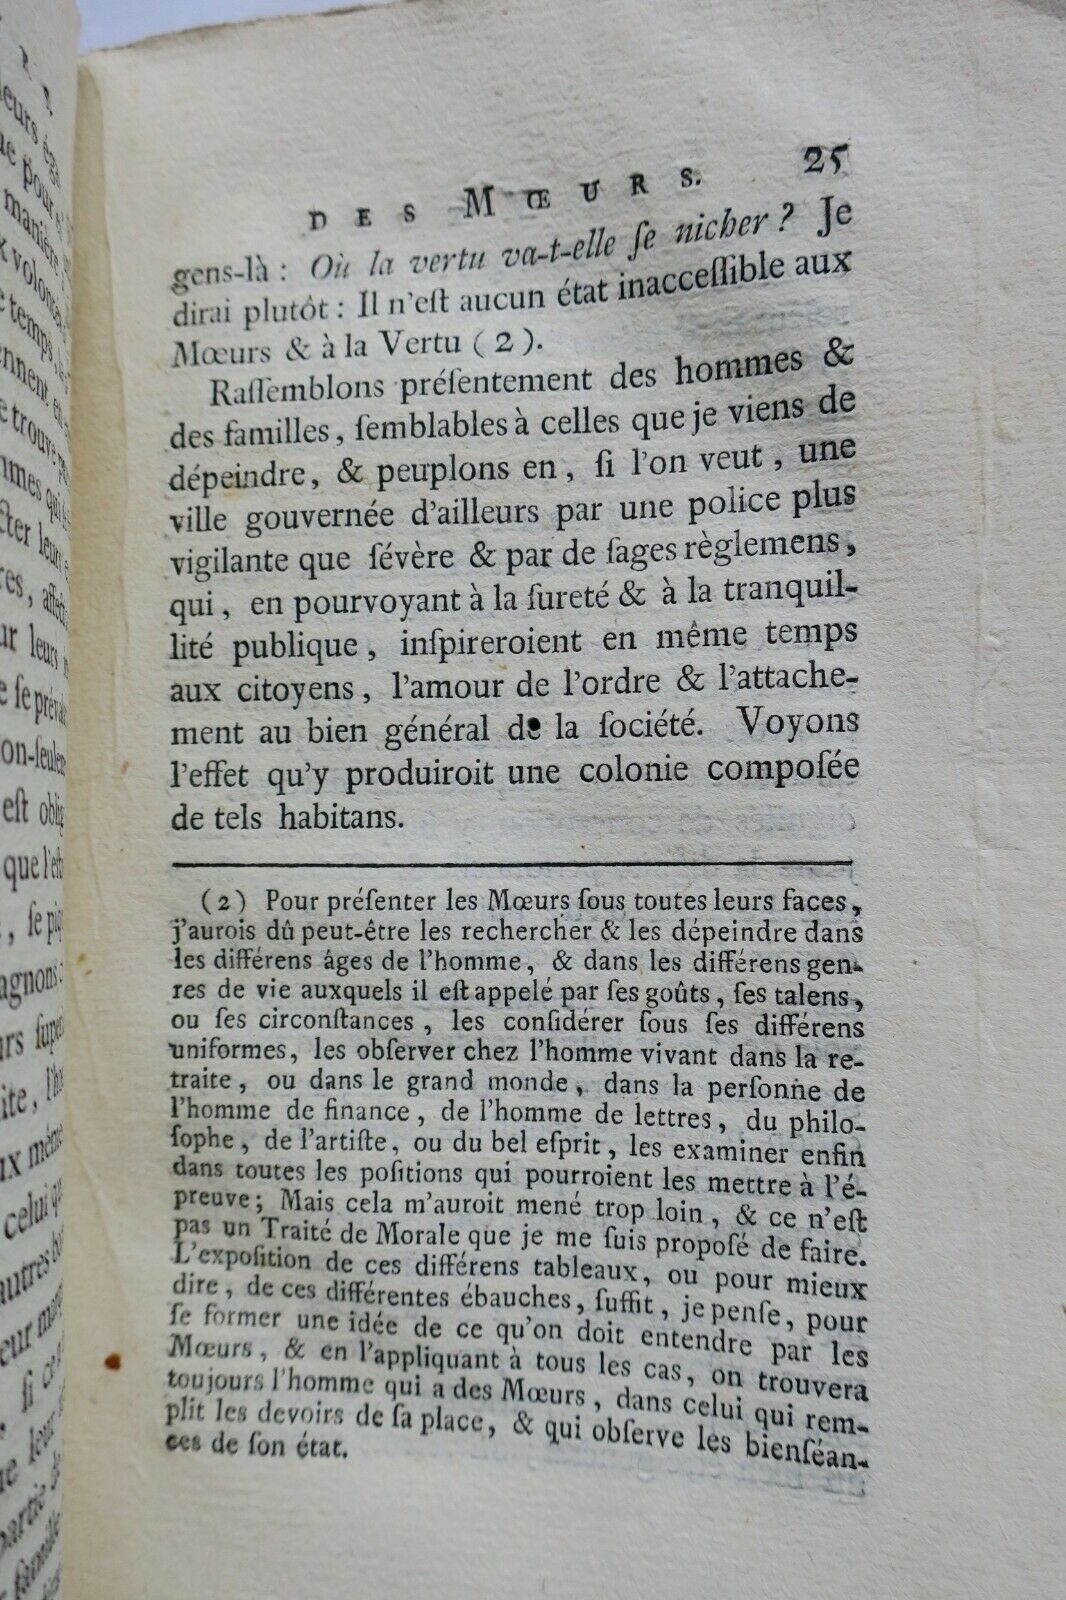 DES MŒURS. 25
gens-là : Où la vertu va-t-elle ſe nicher ? Je
dirai plutôt : Il n'eſt aucun état inacceſſible aux
Mœurs & à la Vertu ( 2 ).
Raſſemblons préſentement des hommes &
des familles, ſemblables à celles que je viens de
dépeindre, & peuplons en, ſi l'on veut, une
ville gouvernée d'ailleurs par une police plus
vigilante que ſévère & par de ſages règlemens,
qui, en pourvoyant à la ſureté & à la tranquil-
lité publique, inſpireroient en même temps
aux citoyens, l'amour de l'ordre & l'attache-
ment au bien général de la ſociété. Voyons
l'effet qu'y produiroit une colonie compoſée
de tels habitans.
(2) Pour préſenter les Mœurs ſous toutes leurs faces,
j'aurois dû peut-être les rechercher & les dépeindre dans
les différens âges de l'homme, & dans les différens gen-
res de vie auxquels il eſt appelé par ſes goûts, ſes talens,
ou ſes circonſtances, les conſidérer ſous ſes différens
uniformes, les obſerver chez l'homme vivant dans la re-
traite, ou dans le grand monde, dans la perſonne de
l'homme de finance, de l'homme de lettres, du philo-
ſophe, de l'artiſte, ou du bel eſprit, les examiner enfin
dans toutes les poſitions qui pourroient les mettre à l'é-
preuve; Mais cela m'auroit mené trop loin, & ce n'eſt
pas un Traité de Morale que je me ſuis propoſé de faire.
L'expoſition de ces différens tableaux, ou pour mieux
dire, de ces différentes ébauches, ſuffit, je penſe, pour
ſe former une idée de ce qu'on doit entendre par les
Mœurs, & en l'appliquant à tous les cas, on trouvera
toujours l'homme qui a des Mœurs, dans celui qui rem-
plit les devoirs de ſa place, & qui obſerve les bienſéan-
ces de ſon état.